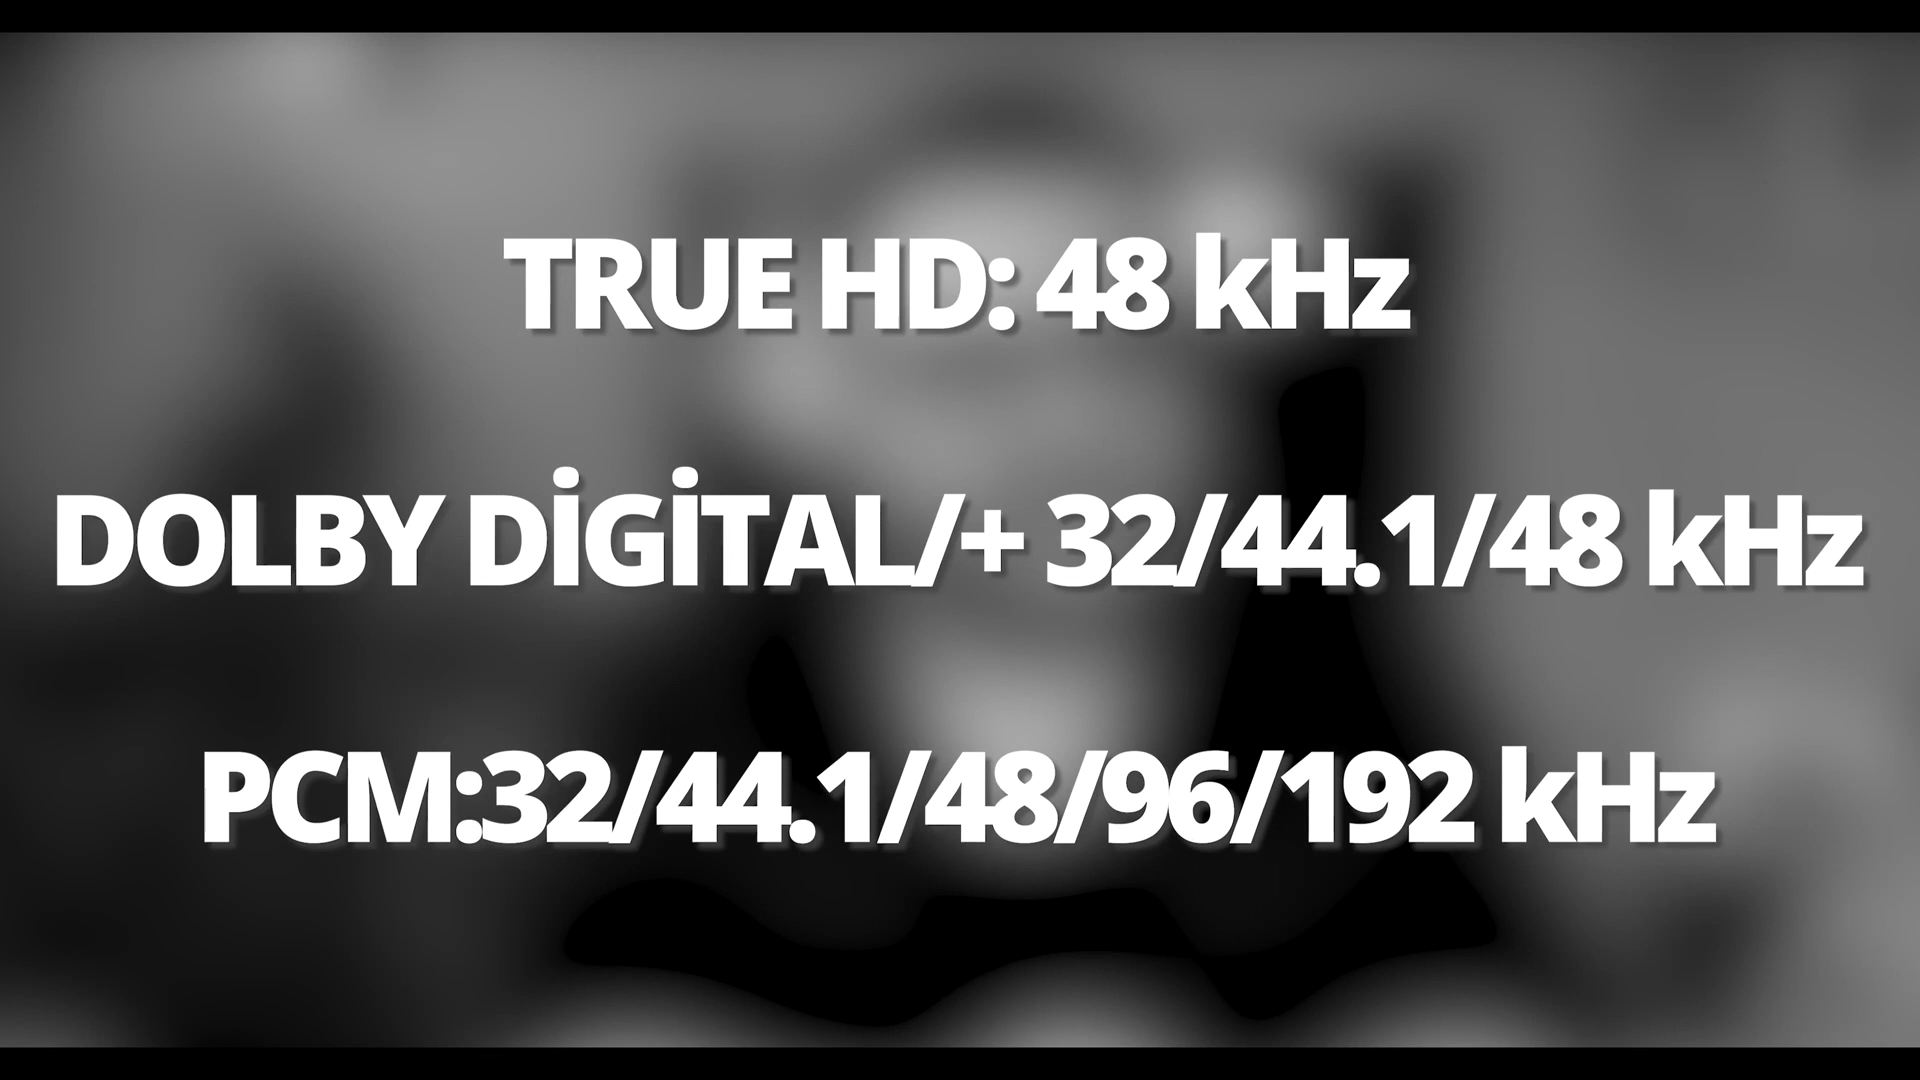 TRUE HD: 48 kHz
DOLBY DİGİTAL/+ 32/44.1/48 kHz
PCM:32/44.1/48/96/192 kHz